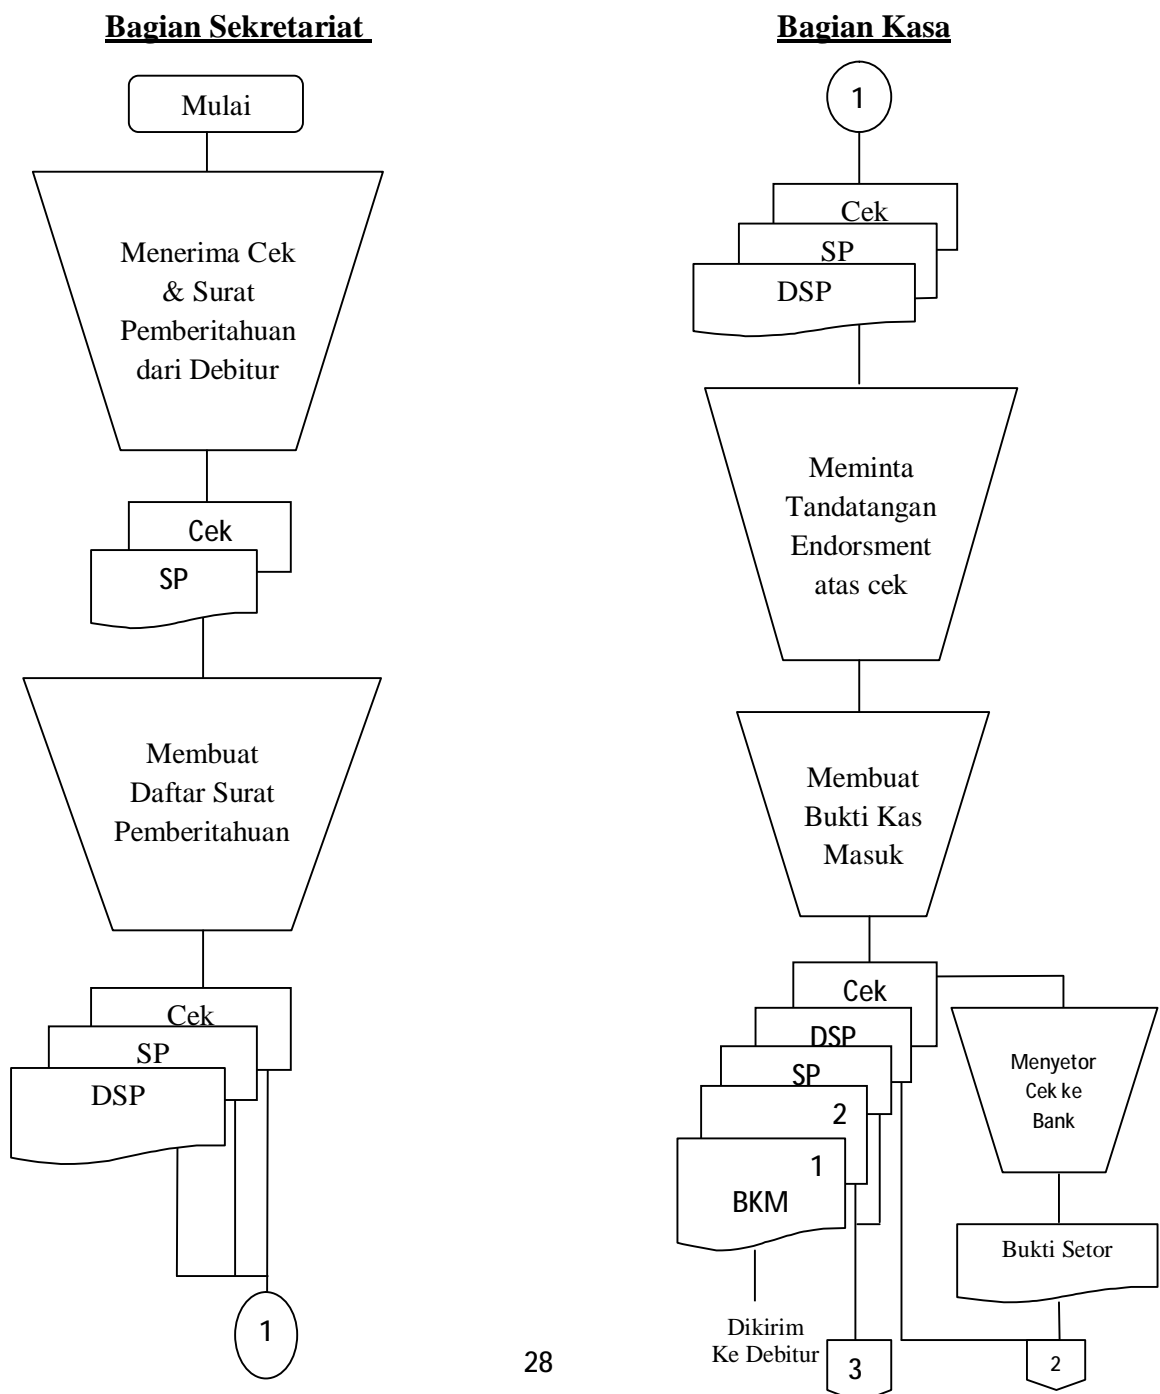 Bagian Sekretariat
Mulai
Menerima Cek
& Surat
Pemberitahuan
dari Debitur
Cek
SP
Membuat
Daftar Surat
Pemberitahuan
Cek
SP
DSP
1
Bagian Kasa
1
Cek
SP
DSP
Meminta
Tandatangan
Endorsment
atas cek
Membuat
Bukti Kas
Masuk
Cek
DSP
SP
2
1
BKM
Menyetor
Cek ke
Bank
Bukti Setor
Dikirim
Ke Debitur
3
2
28